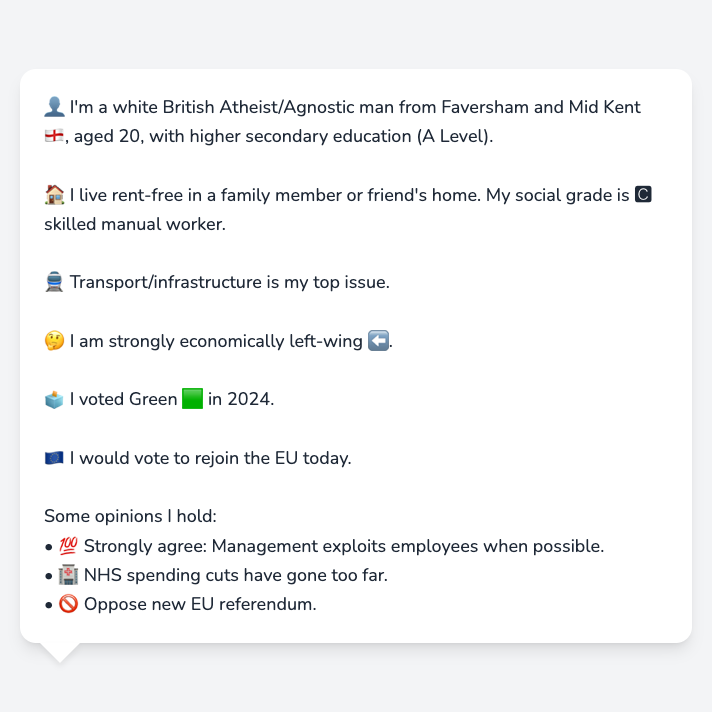 👤 I'm a white British Atheist/Agnostic man from Faversham and Mid Kent
🏴󠁧󠁢󠁥󠁮󠁧󠁿, aged 20, with higher secondary education (A Level).
🏠 I live rent-free in a family member or friend's home. My social grade is 🅲
skilled manual worker.
🚆 Transport/infrastructure is my top issue.
🤔 I am strongly economically left-wing ⬅️.
🗳️ I voted Green 🟩 in 2024.
🇪🇺 I would vote to rejoin the EU today.
Some opinions I hold:
• 💯 Strongly agree: Management exploits employees when possible.
• 🏥 NHS spending cuts have gone too far.
• 🚫 Oppose new EU referendum.